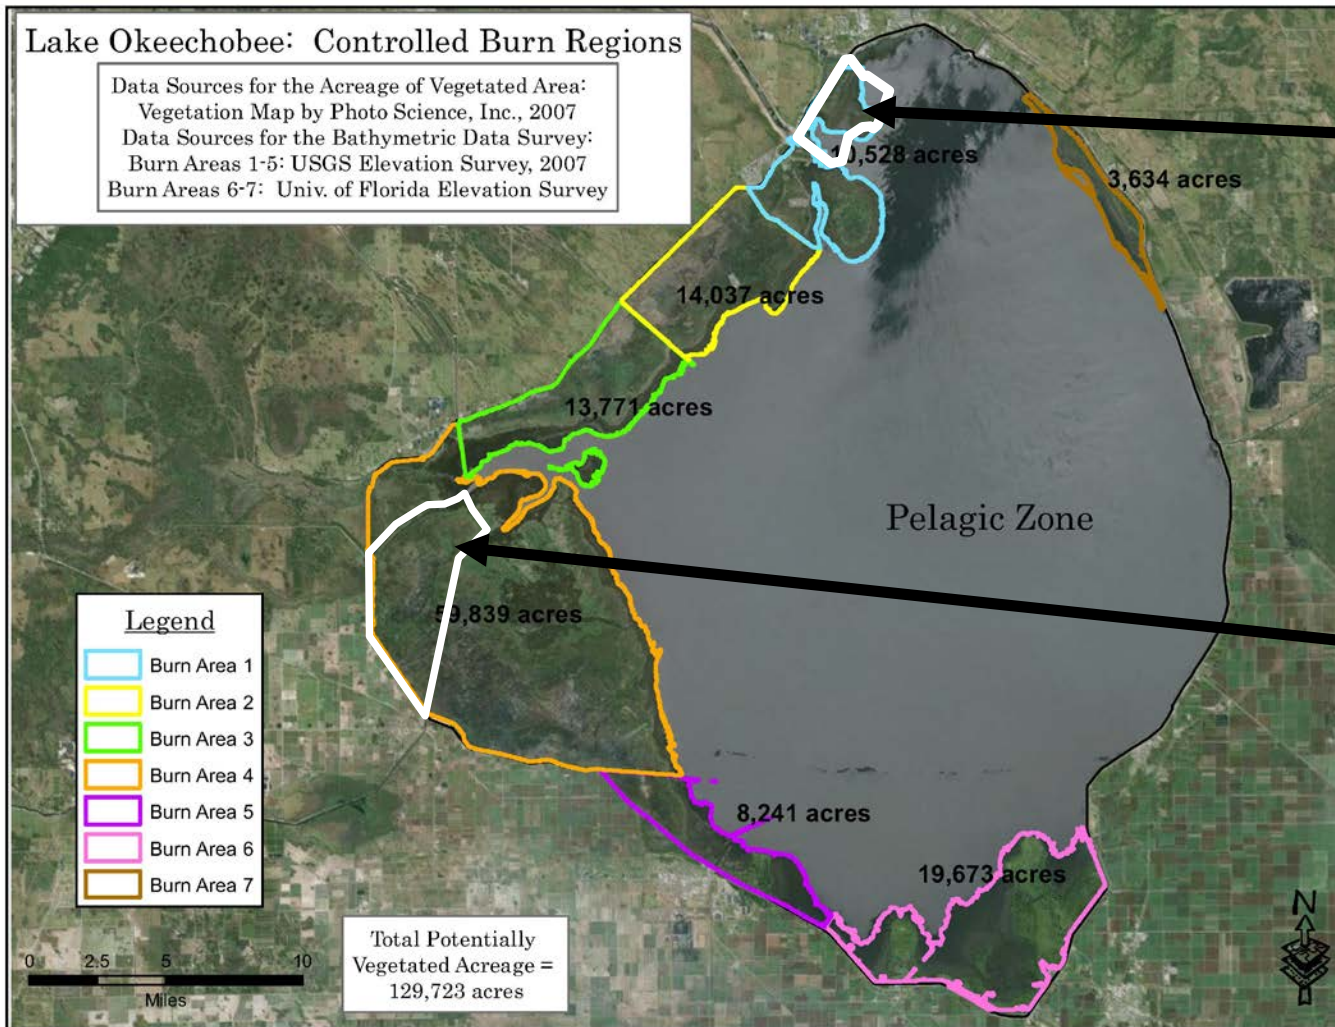 Lake Okeechobee: Controlled Burn Regions
Data Sources for the Acreage of Vegetated Area:
Vegetation Map by Photo Science, Inc., 2007
Data Sources for the Bathymetric Data Survey:
Burn Areas 1-5: USGS Elevation Survey, 2007
Burn Areas 6-7: Univ. of Florida Elevation Survey
10,528 acres
3,634 acres
14,037 acres
13,771 acres
Pelagic Zone
59,839 acres
8,241 acres
19,673 acres
Legend
Burn Area 1
Burn Area 2
Burn Area 3
Burn Area 4
Burn Area 5
Burn Area 6
Burn Area 7
Total Potentially
Vegetated Acreage =
129,723 acres
0 2.5 5 10
Miles
N